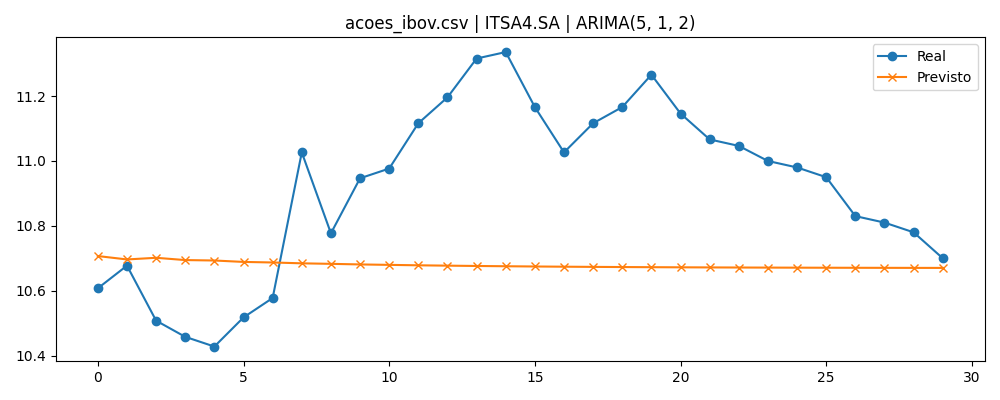 acoes_ibov.csv | ITSA4.SA | ARIMA(5, 1, 2)
Real
Previsto
11.2
11.0
10.8
10.6
10.4
0 5 10 15 20 25 30